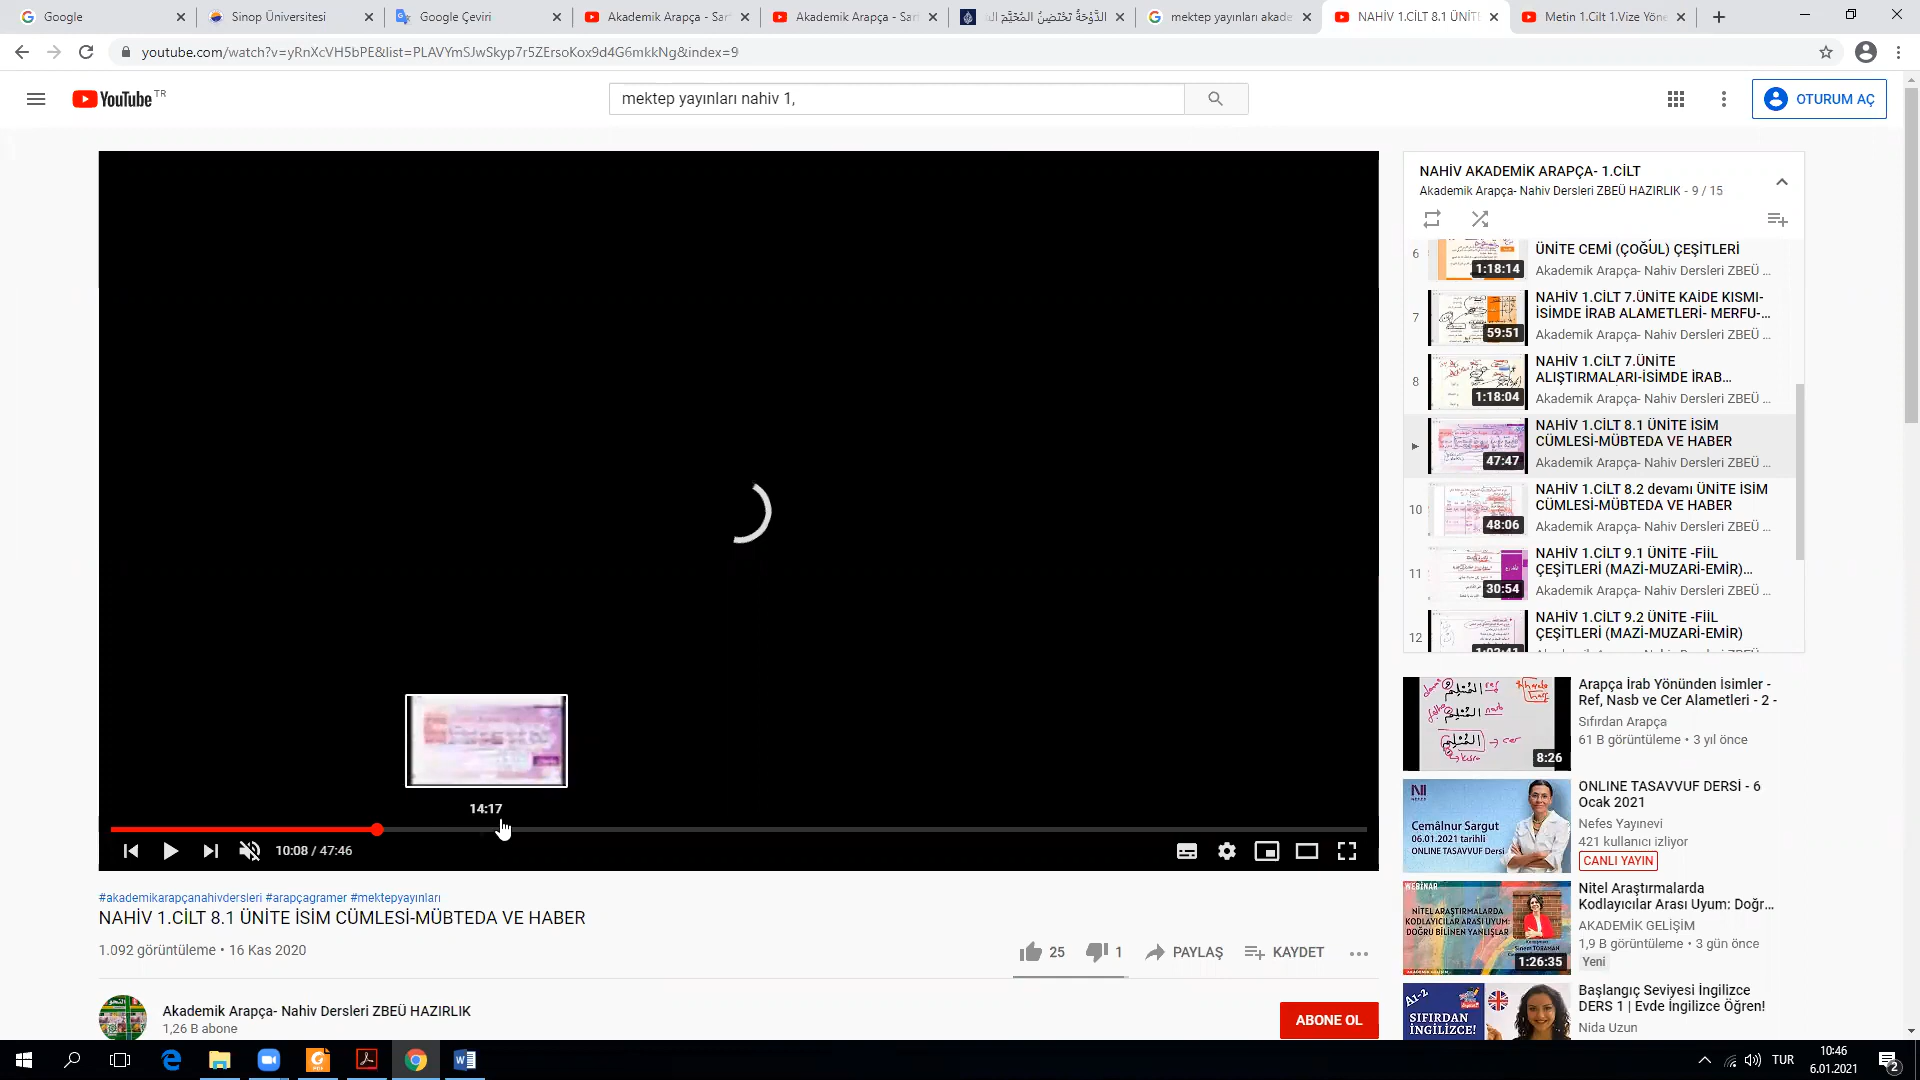 Google
Sinop Üniversitesi
Google Çeviri
Akademik Arapça - Sar
Akademik Arapça - Sar
mektep yayınları akade
NAHİV 1.CİLT 8.1 ÜNİT
Metin 1.Cilt 1.Vize Yöne
youtube.com/watch?v=yRnXcVH5bPE&list=PLAVYmSJwSkyp7r5ZErsoKox9d4G6mkkNg&index=9
YouTube TR
mektep yayınları nahiv 1,
OTURUM AÇ
14:17
10:08 / 47:46
#akademikarapçanahivdersleri #arapçagramer #mektepyayınları
NAHİV 1.CİLT 8.1 ÜNİTE İSİM CÜMLESİ-MÜBTEDA VE HABER
1.092 görüntüleme • 16 Kas 2020
25
1
PAYLAŞ
KAYDET
Akademik Arapça- Nahiv Dersleri ZBEÜ HAZIRLIK
1,26 B abone
ABONE OL
NAHİV AKADEMİK ARAPÇA- 1.CİLT
Akademik Arapça- Nahiv Dersleri ZBEÜ HAZIRLIK - 9 / 15
6
1:18:14
ÜNİTE CEMİ (ÇOĞUL) ÇEŞİTLERİ
Akademik Arapça- Nahiv Dersleri ZBEÜ ...
7
59:51
NAHİV 1.CİLT 7.ÜNİTE KAİDE KISMI-
İSİMDE İRAB ALAMETLERİ- MERFU-...
Akademik Arapça- Nahiv Dersleri ZBEÜ ...
8
1:18:04
NAHİV 1.CİLT 7.ÜNİTE
ALIŞTIRMALARI-İSİMDE İRAB...
Akademik Arapça- Nahiv Dersleri ZBEÜ ...
47:47
NAHİV 1.CİLT 8.1 ÜNİTE İSİM
CÜMLESİ-MÜBTEDA VE HABER
Akademik Arapça- Nahiv Dersleri ZBEÜ ...
10
48:06
NAHİV 1.CİLT 8.2 devamı ÜNİTE İSİM
CÜMLESİ-MÜBTEDA VE HABER
Akademik Arapça- Nahiv Dersleri ZBEÜ ...
11
30:54
NAHİV 1.CİLT 9.1 ÜNİTE -FİİL
ÇEŞİTLERİ (MAZİ-MUZARİ-EMİR)...
Akademik Arapça- Nahiv Dersleri ZBEÜ ...
12
NAHİV 1.CİLT 9.2 ÜNİTE -FİİL
ÇEŞİTLERİ (MAZİ-MUZARİ-EMİR)
8:26
Arapça İrab Yönünden İsimler -
Ref, Nasb ve Cer Alametleri - 2 -
Sıfırdan Arapça
61 B görüntüleme • 3 yıl önce
Cemâlnur Sargut
06.01.2021 tarihli
ONLINE TASAVVUF Dersi
ONLINE TASAVVUF DERSİ - 6
Ocak 2021
Nefes Yayınevi
421 kullanıcı izliyor
CANLI YAYIN
WEBİNAR
NİTEL ARAŞTIRMALARDA
KODLAYICILAR ARASI UYUM:
DOĞRU BİLİNEN YANLIŞLAR
1:26:35
Nitel Araştırmalarda
Kodlayıcılar Arası Uyum: Doğr...
AKADEMİK GELİŞİM
1,9 B görüntüleme • 3 gün önce
Yeni
A1-2
SIFIRDAN
İNGİLİZCE!
Başlangıç Seviyesi İngilizce
DERS 1 | Evde İngilizce Öğren!
Nida Uzun
TUR
10:46
6.01.2021
2